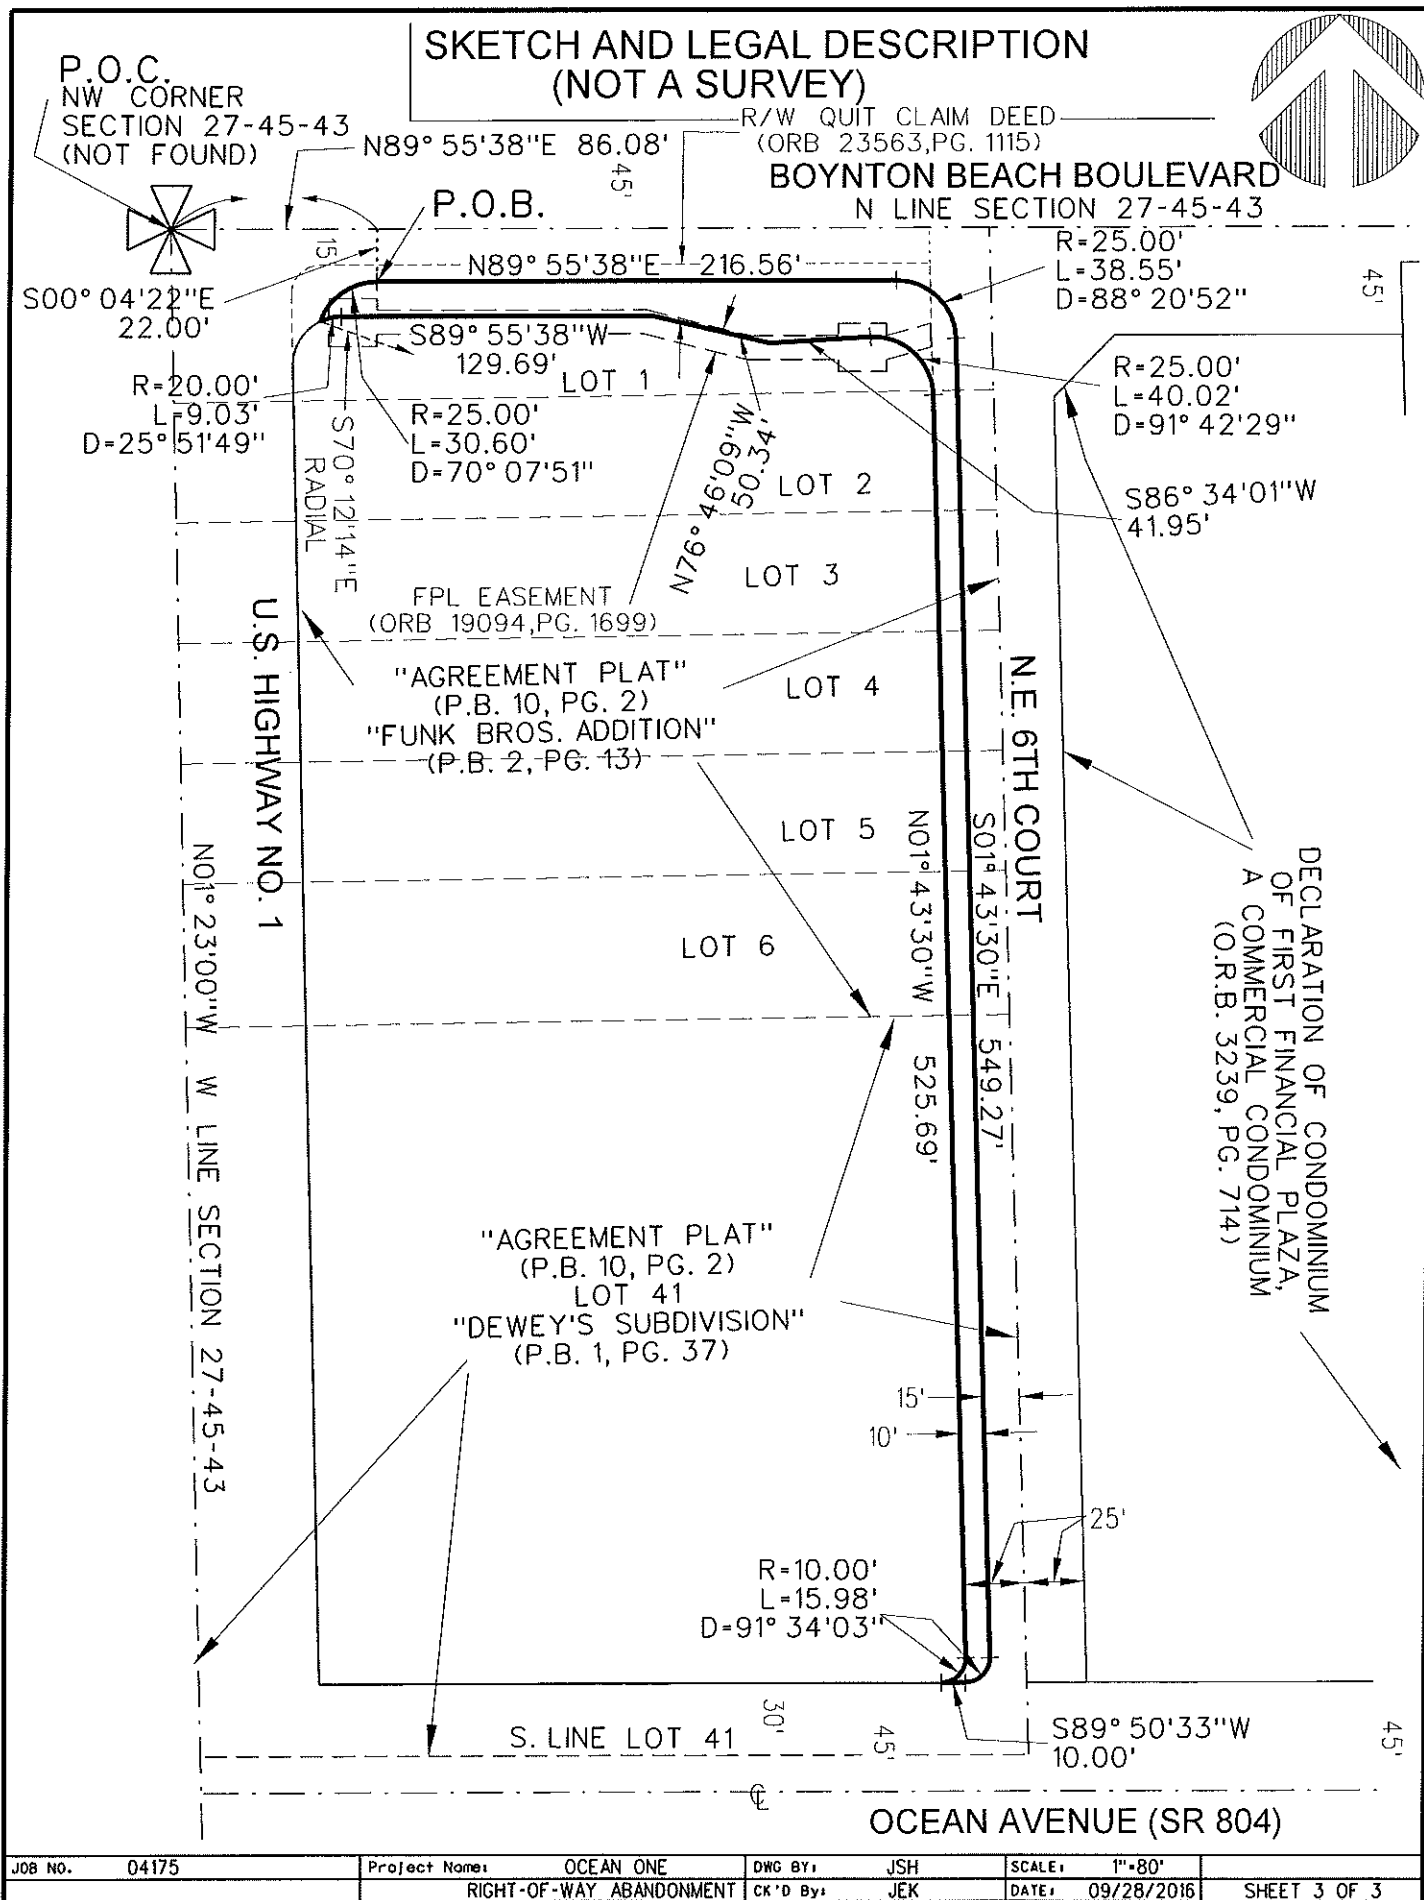 SKETCH AND LEGAL DESCRIPTION
(NOT A SURVEY)
P.O.C.
NW CORNER
SECTION 27-45-43
(NOT FOUND)
N89°55'38"E 86.08'
R/W QUIT CLAIM DEED
(ORB 23563,PG. 1115)
BOYNTON BEACH BOULEVARD
N LINE SECTION 27-45-43
45'
P.O.B.
15'
N89°55'38"E 216.56'
R=25.00'
L=38.55'
D=88°20'52"
45'
S00°04'22"E
22.00'
S89°55'38"W
129.69'
LOT 1
R=20.00'
L=9.03'
D=25°51'49"
R=25.00'
L=30.60'
D=70°07'51"
R=25.00'
L=40.02'
D=91°42'29"
S70°12'14"E
RADIAL
N76°46'09"W
50.34'
LOT 2
S86°34'01"W
41.95'
LOT 3
FPL EASEMENT
(ORB 19094,PG. 1699)
U.S. HIGHWAY NO. 1
"AGREEMENT PLAT"
(P.B. 10, PG. 2)
"FUNK BROS. ADDITION"
(P.B. 2, PG. 13)
LOT 4
N.E. 6TH COURT
LOT 5
LOT 6
N01°43'30"W 525.69'
S01°43'30"E 549.27'
N01°23'00"W W LINE SECTION 27-45-43
DECLARATION OF CONDOMINIUM
OF FIRST FINANCIAL PLAZA,
A COMMERCIAL CONDOMINIUM
(O.R.B. 3239, PG. 714)
"AGREEMENT PLAT"
(P.B. 10, PG. 2)
LOT 41
"DEWEY'S SUBDIVISION"
(P.B. 1, PG. 37)
15'
10'
25'
R=10.00'
L=15.98'
D=91°34'03"
S. LINE LOT 41
30'
45'
S89°50'33"W
10.00'
45'
℄
OCEAN AVENUE (SR 804)
JOB NO. 04175
Project Name: OCEAN ONE
DWG BY: JSH
SCALE: 1"=80'
RIGHT-OF-WAY ABANDONMENT
CK'D By: JEK
DATE: 09/28/2016
SHEET 3 OF 3